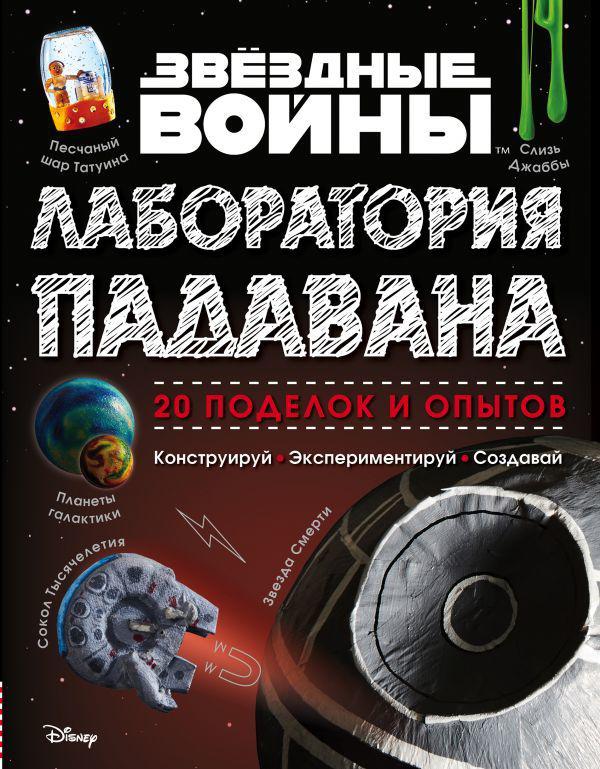 ЗВЁЗДНЫЕ
ВОЙНЫ
TM
Песчаный
шар Татуина
Слизь
Джаббы
ЛАБОРАТОРИЯ
ПАДАВАНА
20 ПОДЕЛОК И ОПЫТОВ
Конструируй • Экспериментируй • Создавай
Планеты
галактики
Сокол Тысячелетия
Звезда Смерти
W
W
Disney